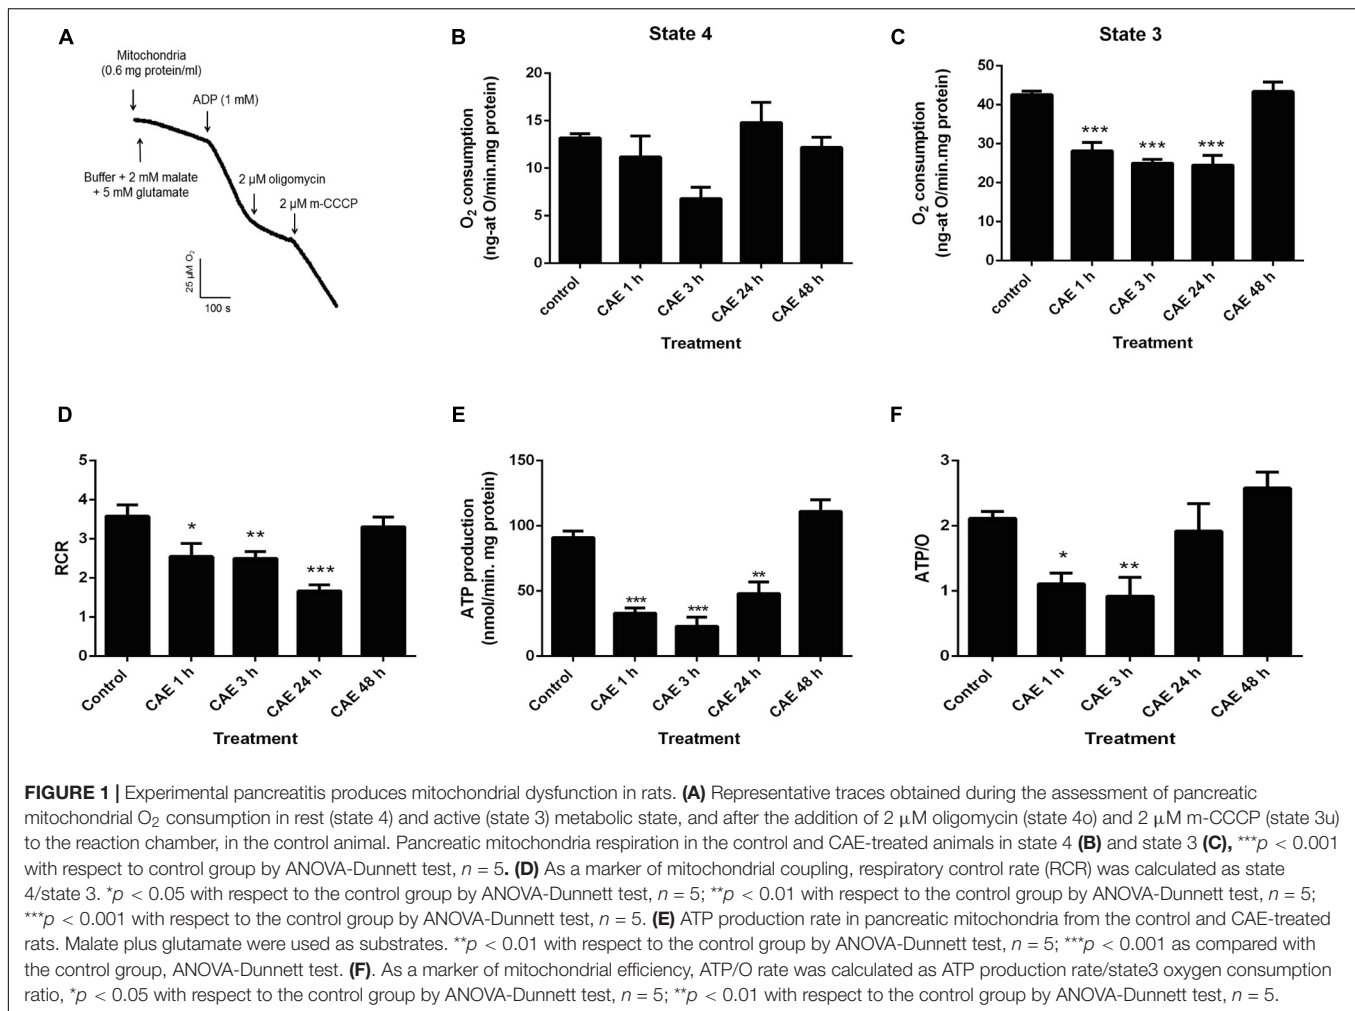 A
Mitochondria
(0.6 mg protein/ml)
ADP (1 mM)
Buffer + 2 mM malate
+ 5 mM glutamate
2 µM oligomycin
2 µM m-CCCP
25 µM O2
100 s
B
State 4
O2 consumption
(ng-at O/min.mg protein)
20
15
10
5
0
control
CAE 1 h
CAE 3 h
CAE 24 h
CAE 48 h
Treatment
C
State 3
O2 consumption
(ng-at O/min.mg protein)
50
40
30
20
10
0
***
***
***
control
CAE 1 h
CAE 3 h
CAE 24 h
CAE 48 h
Treatment
D
RCR
5
4
3
2
1
0
*
**
***
Control
CAE 1 h
CAE 3 h
CAE 24 h
CAE 48 h
Treatment
E
ATP production
(nmol/min. mg protein)
150
100
50
0
***
***
**
Control
CAE 1 h
CAE 3 h
CAE 24 h
CAE 48 h
Treatment
F
ATP/O
3
2
1
0
*
**
Control
CAE 1 h
CAE 3 h
CAE 24 h
CAE 48 h
Treatment
FIGURE 1 | Experimental pancreatitis produces mitochondrial dysfunction in rats. (A) Representative traces obtained during the assessment of pancreatic
mitochondrial O2 consumption in rest (state 4) and active (state 3) metabolic state, and after the addition of 2 µM oligomycin (state 4o) and 2 µM m-CCCP (state 3u)
to the reaction chamber, in the control animal. Pancreatic mitochondria respiration in the control and CAE-treated animals in state 4 (B) and state 3 (C), ***p < 0.001
with respect to control group by ANOVA-Dunnett test, n = 5. (D) As a marker of mitochondrial coupling, respiratory control rate (RCR) was calculated as state
4/state 3. *p < 0.05 with respect to the control group by ANOVA-Dunnett test, n = 5; **p < 0.01 with respect to the control group by ANOVA-Dunnett test, n = 5;
***p < 0.001 with respect to the control group by ANOVA-Dunnett test, n = 5. (E) ATP production rate in pancreatic mitochondria from the control and CAE-treated
rats. Malate plus glutamate were used as substrates. **p < 0.01 with respect to the control group by ANOVA-Dunnett test, n = 5; ***p < 0.001 as compared with
the control group, ANOVA-Dunnett test. (F). As a marker of mitochondrial efficiency, ATP/O rate was calculated as ATP production rate/state3 oxygen consumption
ratio, *p < 0.05 with respect to the control group by ANOVA-Dunnett test, n = 5; **p < 0.01 with respect to the control group by ANOVA-Dunnett test, n = 5.